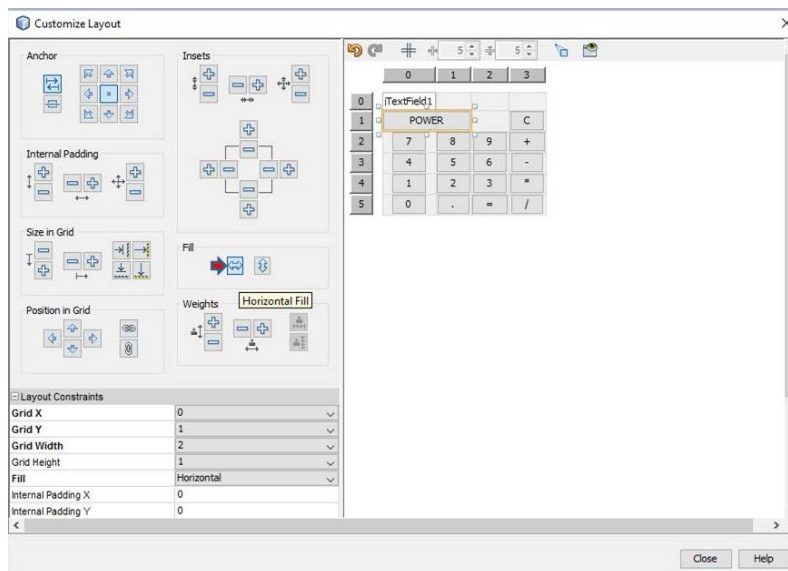 Customize Layout
Anchor
Insets
Internal Padding
Size in Grid
Fill
Horizontal Fill
Position in Grid
Weights
Layout Constraints
Grid X 0
Grid Y 1
Grid Width 2
Grid Height 1
Fill Horizontal
Internal Padding X 0
Internal Padding Y 0
5 5
0 1 2 3
0 jTextField1
1 POWER C
2 7 8 9 +
3 4 5 6 -
4 1 2 3 *
5 0 . = /
Close Help